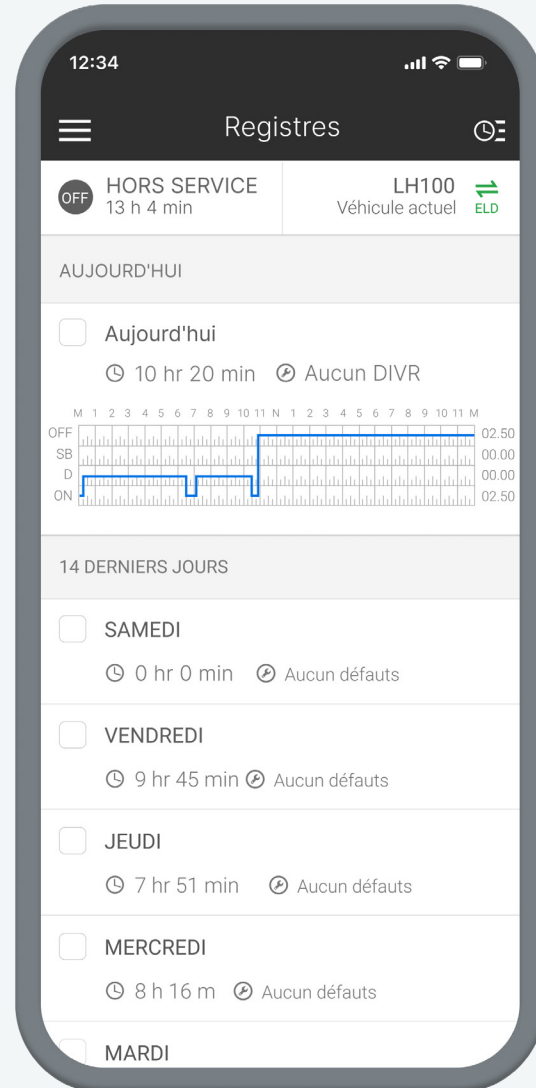 12:34
Registres
OFF HORS SERVICE
13 h 4 min
LH100
Véhicule actuel
ELD
AUJOURD'HUI
Aujourd'hui
10 hr 20 min Aucun DIVR
M 1 2 3 4 5 6 7 8 9 10 11 N 1 2 3 4 5 6 7 8 9 10 11 M
OFF 02.50
SB 00.00
D 00.00
ON 02.50
14 DERNIERS JOURS
SAMEDI
0 hr 0 min Aucun défauts
VENDREDI
9 hr 45 min Aucun défauts
JEUDI
7 hr 51 min Aucun défauts
MERCREDI
8 h 16 m Aucun défauts
MARDI